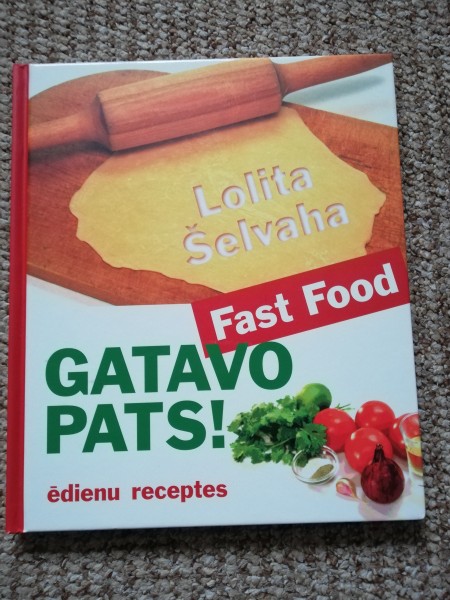 Lolita
Šelvaha
Fast Food
GATAVO
PATS!
ēdienu receptes